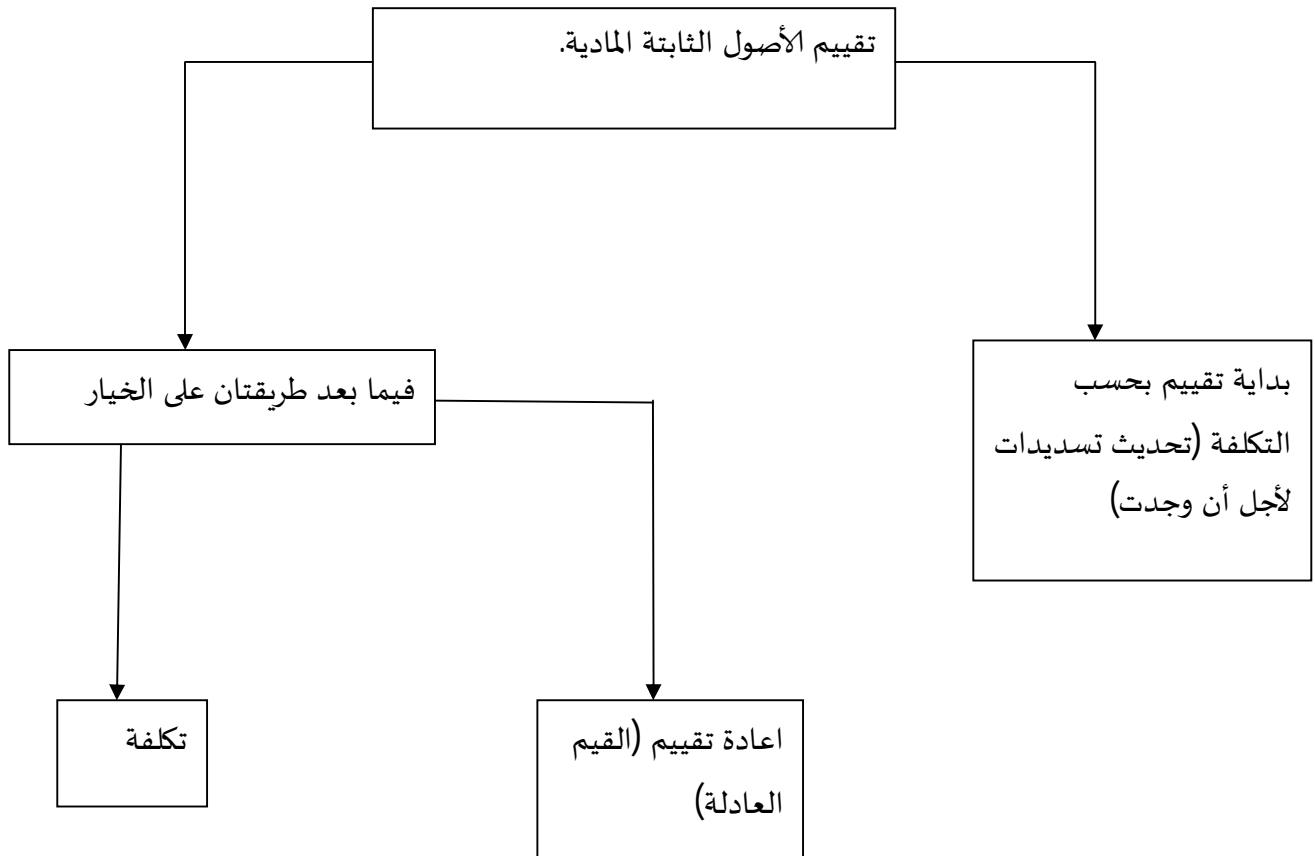 تقييم الأصول الثابتة المادية.
بداية تقييم بحسب
التكلفة (تحديث تسديدات
لأجل أن وجدت)
فيما بعد طريقتان على الخيار
اعادة تقييم (القيم
العادلة)
تكلفة